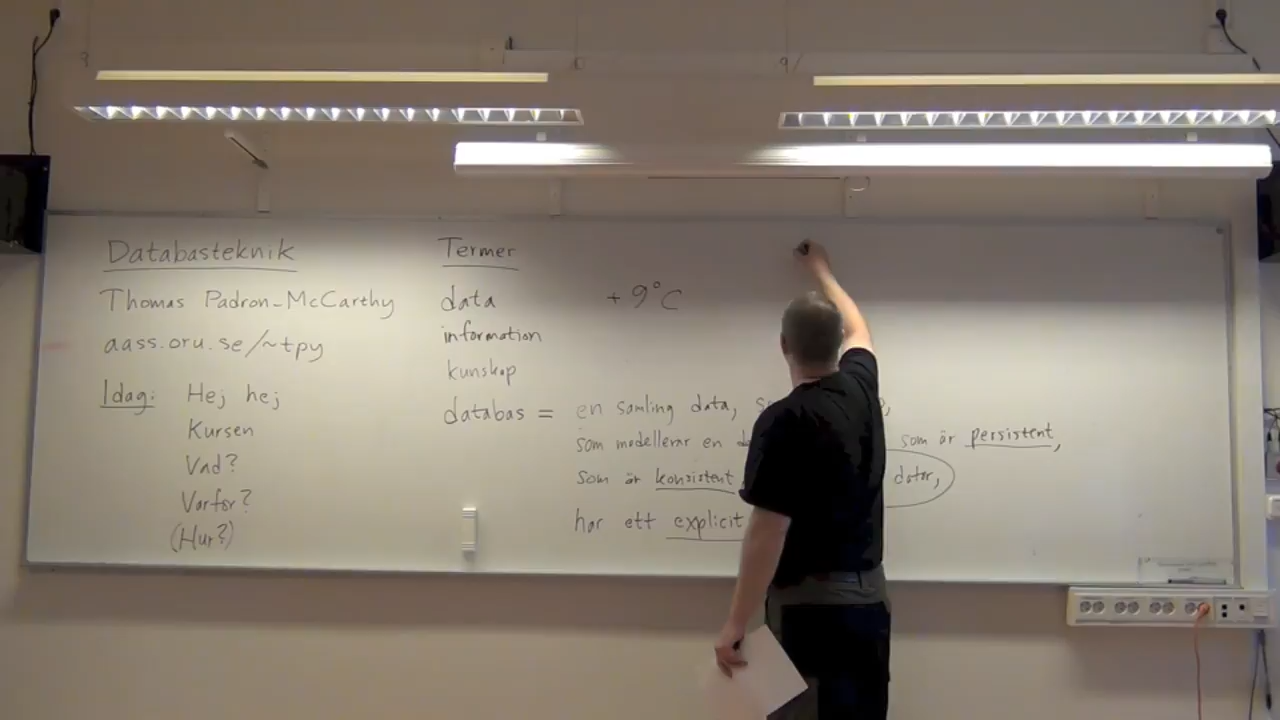 Databasteknik
Thomas Padron-McCarthy
aass.oru.se/~tpy
Idag: Hej hej
Kursen
Vad?
Varför?
(Hur?)
Termer
data
+ 9°C
information
kunskap
databas = en samling data,
som modellerar en som är persistent,
som är konsistent dator,
har ett explicit